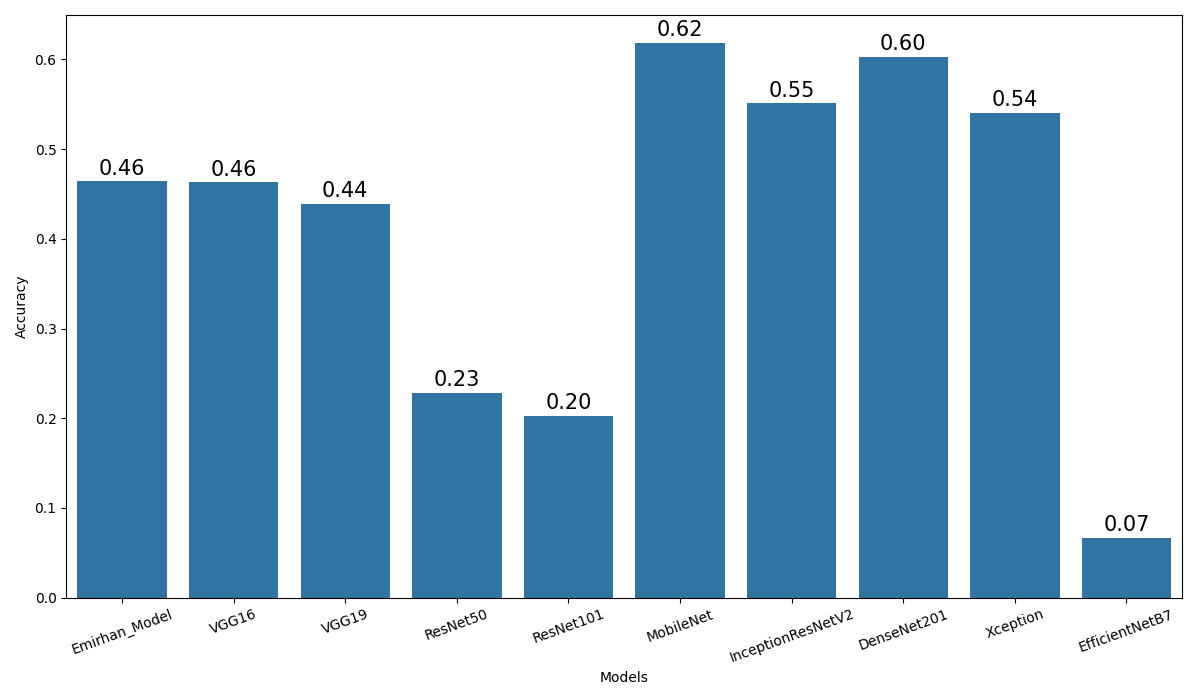 0.62
0.60
0.55
0.54
0.46
0.46
0.44
0.23
0.20
0.07
0.6
0.5
0.4
0.3
0.2
0.1
0.0
Accuracy
Emirhan_Model
VGG16
VGG19
ResNet50
ResNet101
MobileNet
InceptionResNetV2
DenseNet201
Xception
EfficientNetB7
Models